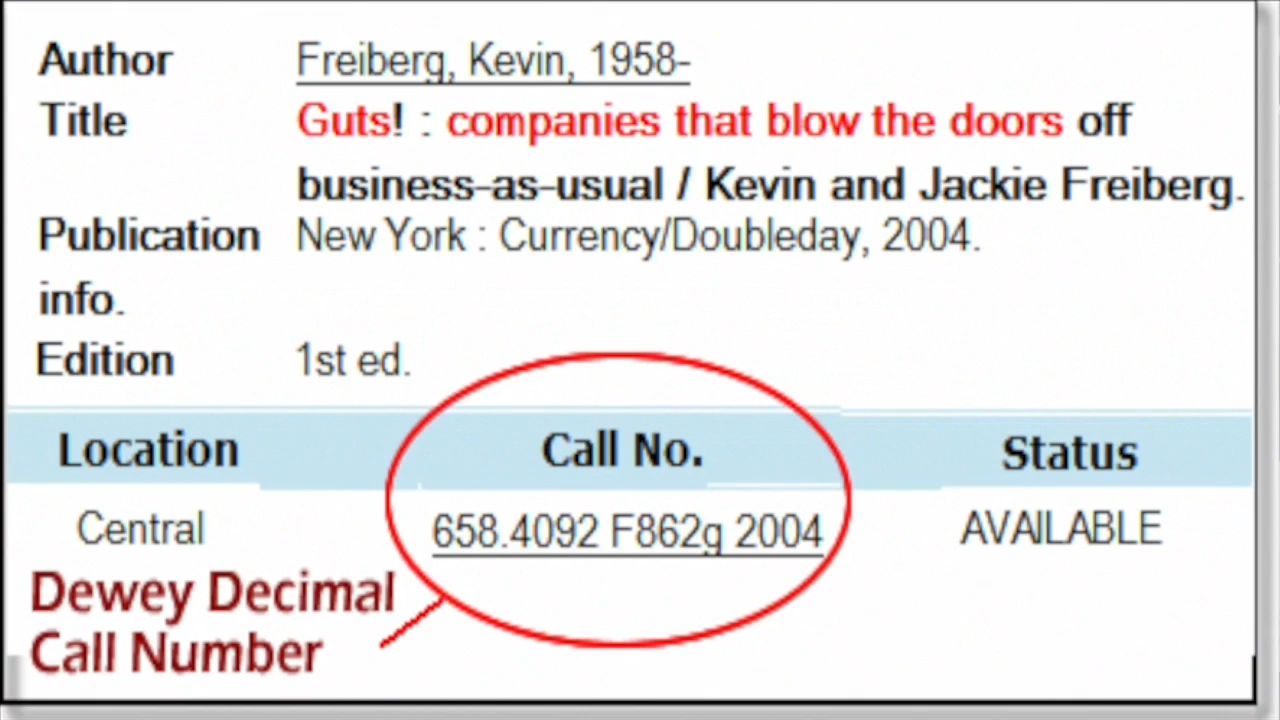 Author Freiberg, Kevin, 1958-
Title Guts! : companies that blow the doors off
business-as-usual / Kevin and Jackie Freiberg.
Publication New York : Currency/Doubleday, 2004.
info.
Edition 1st ed.
Location Call No. Status
Central 658.4092 F862g 2004 AVAILABLE
Dewey Decimal
Call Number